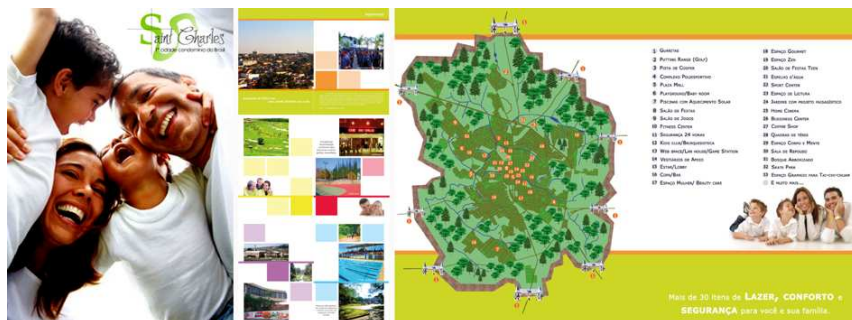 Saint Charles
1ª cidade condomínio do Brasil
1 Guaritas
2 Putting Range (Golf)
3 Pista de Cooper
4 Complexo Poliesportivo
5 Plaza Mall
6 Playground/Baby room
7 Piscinas com Aquecimento Solar
8 Salão de Festas
9 Salão de Jogos
10 Fitness Center
11 Segurança 24 horas
12 Kids club/Brinquedoteca
13 Web space/Lan house/Game Station
14 Vestiários de Apoio
15 Estar/Lobby
16 Copa/Bar
17 Espaço Mulher/ Beauty care
18 Espaço Gourmet
19 Espaço Zen
20 Salão de Festas Teen
21 Espelho d'água
22 Sport Center
23 Espaço de Leitura
24 Jardins com projeto paisagístico
25 Home Cinema
26 Business Center
27 Coffee Shop
28 Quadras de tênis
29 Espaço Corpo e Mente
30 Sala de Repouso
31 Bosque Arborizado
32 Skate Park
33 Espaço Gramado para Tai-chi-chuan
E muito mais...
Mais de 30 itens de LAZER, CONFORTO e
SEGURANÇA para você e sua família.